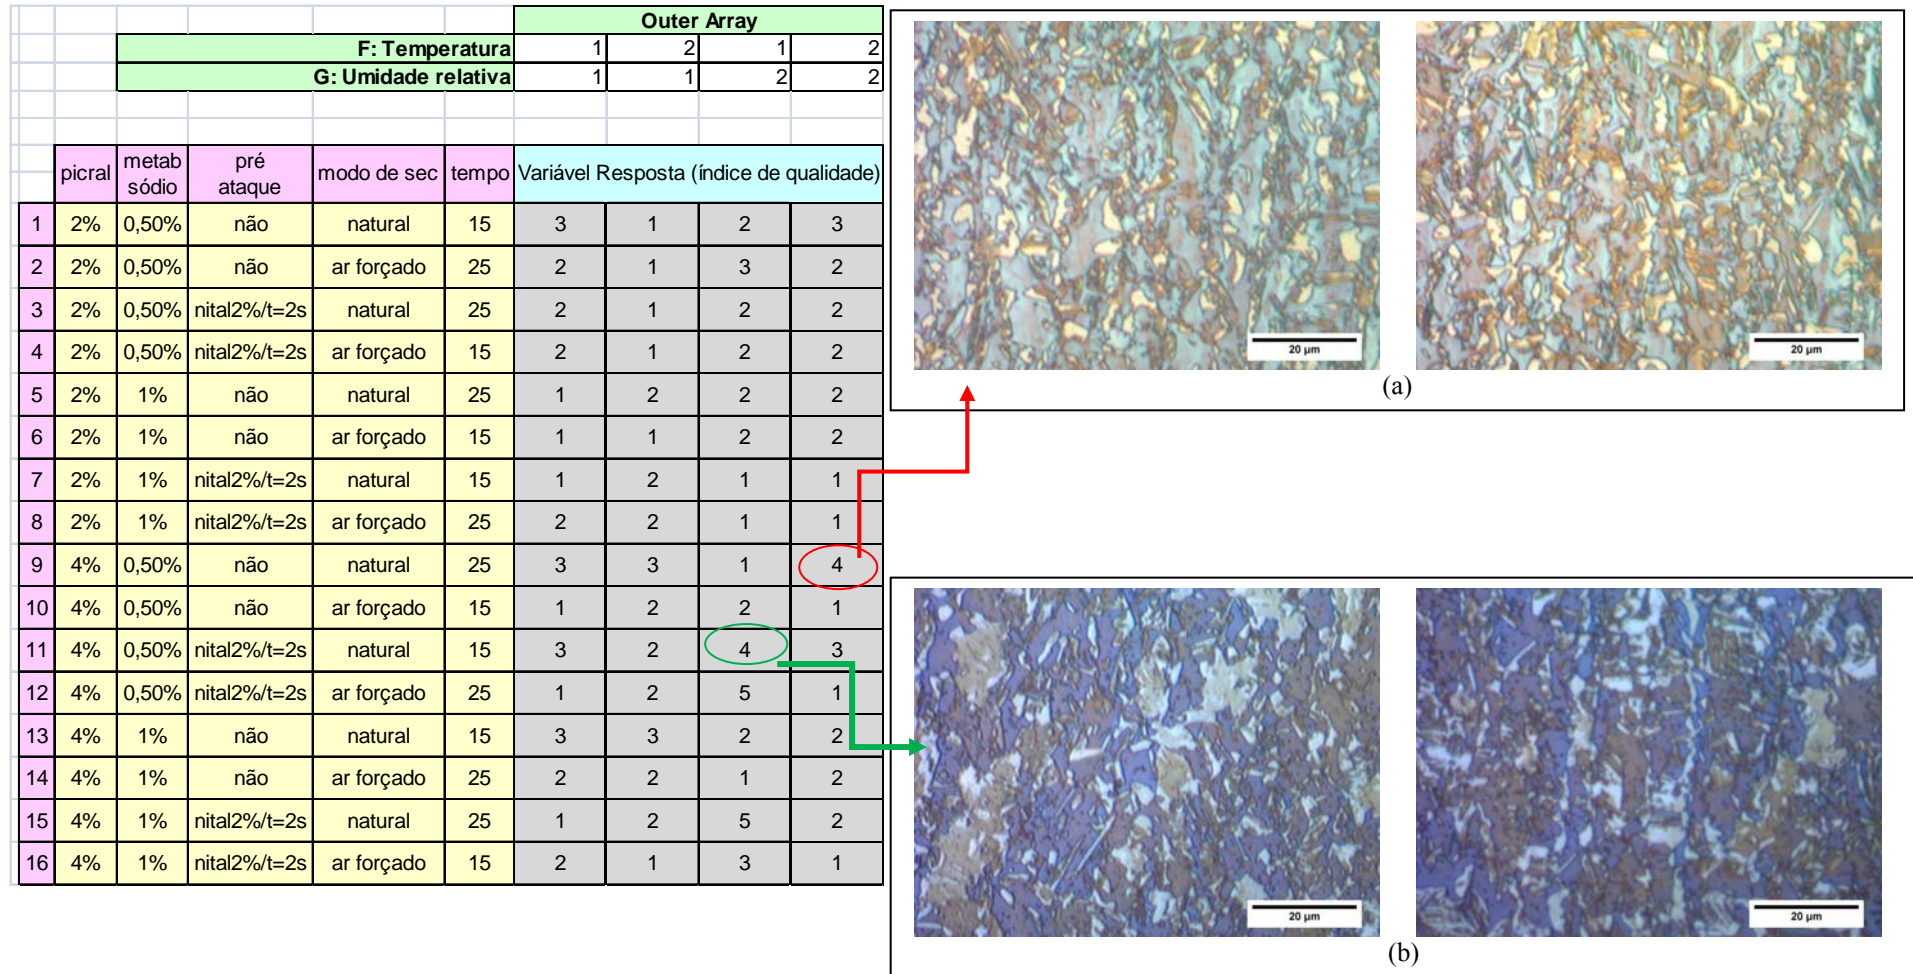 Outer Array
F: Temperatura 1 2 1 2
G: Umidade relativa 1 1 2 2
picral metab sódio pré ataque modo de sec tempo Variável Resposta (índice de qualidade)
1 2% 0,50% não natural 15 3 1 2 3
2 2% 0,50% não ar forçado 25 2 1 3 2
3 2% 0,50% nital2%/t=2s natural 25 2 1 2 2
4 2% 0,50% nital2%/t=2s ar forçado 15 2 1 2 2
5 2% 1% não natural 25 1 2 2 2
6 2% 1% não ar forçado 15 1 1 2 2
7 2% 1% nital2%/t=2s natural 15 1 2 1 1
8 2% 1% nital2%/t=2s ar forçado 25 2 2 1 1
9 4% 0,50% não natural 25 3 3 1 4
10 4% 0,50% não ar forçado 15 1 2 2 1
11 4% 0,50% nital2%/t=2s natural 15 3 2 4 3
12 4% 0,50% nital2%/t=2s ar forçado 25 1 2 5 1
13 4% 1% não natural 15 3 3 2 2
14 4% 1% não ar forçado 25 2 2 1 2
15 4% 1% nital2%/t=2s natural 25 1 2 5 2
16 4% 1% nital2%/t=2s ar forçado 15 2 1 3 1
20 µm
20 µm
(a)
20 µm
20 µm
(b)